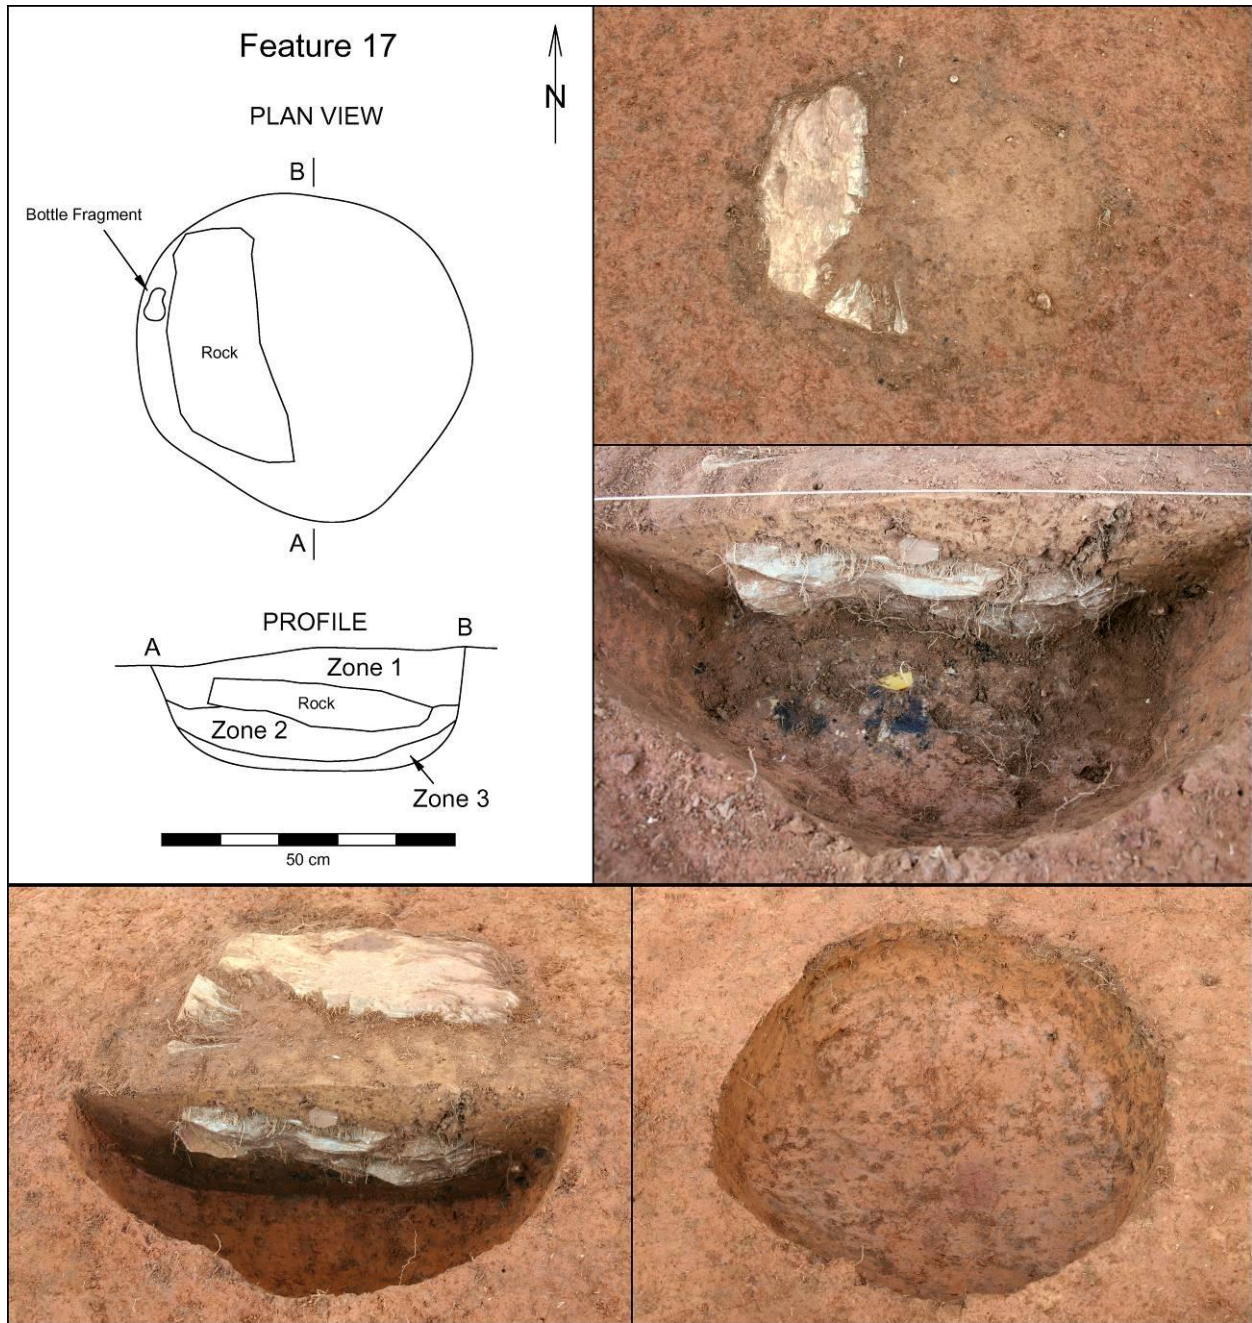 Feature 17
N
PLAN VIEW
B
Bottle Fragment
Rock
A
PROFILE
A
B
Zone 1
Rock
Zone 2
Zone 3
50 cm